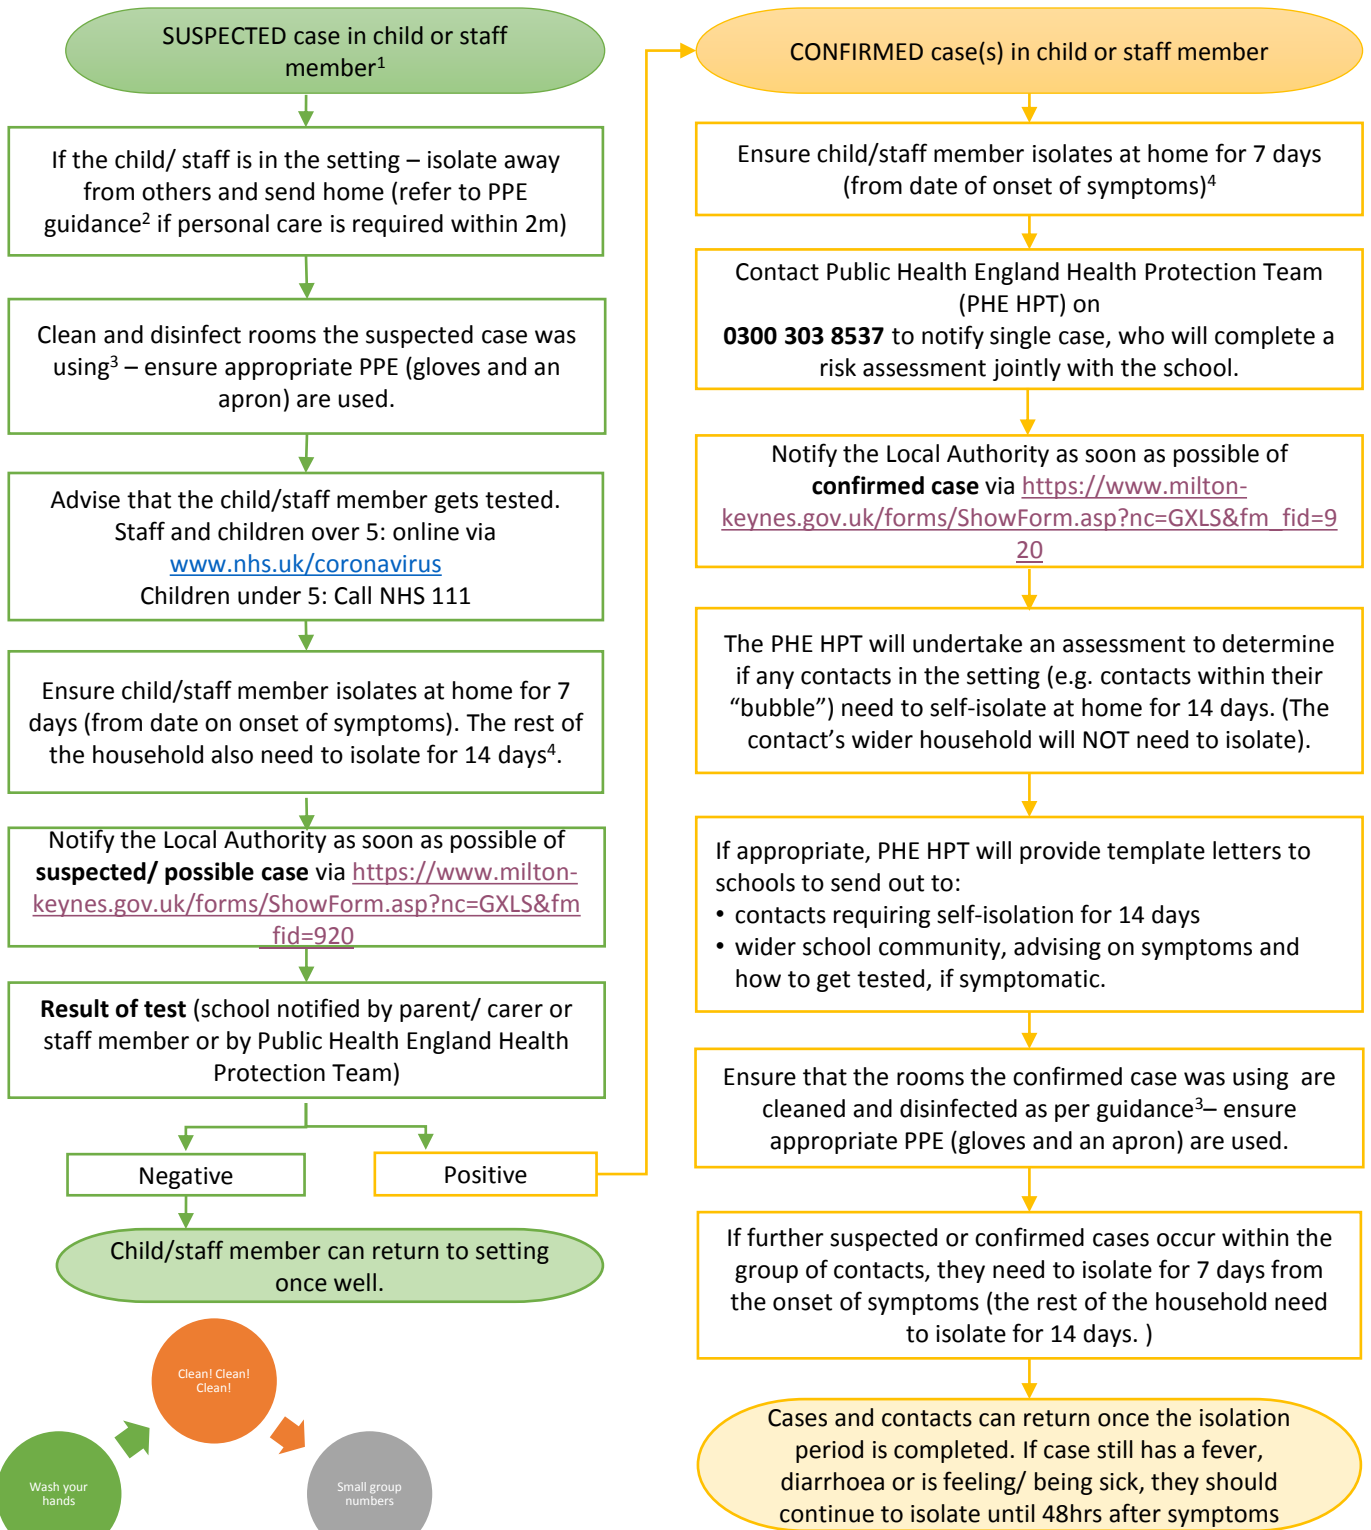 SUSPECTED case in child or staff
member1
If the child/ staff is in the setting – isolate away
from others and send home (refer to PPE
guidance2 if personal care is required within 2m)
Clean and disinfect rooms the suspected case was
using3 – ensure appropriate PPE (gloves and an
apron) are used.
Advise that the child/staff member gets tested.
Staff and children over 5: online via
www.nhs.uk/coronavirus
Children under 5: Call NHS 111
Ensure child/staff member isolates at home for 7
days (from date on onset of symptoms). The rest of
the household also need to isolate for 14 days4.
Notify the Local Authority as soon as possible of
suspected/ possible case via https://www.milton-
keynes.gov.uk/forms/ShowForm.asp?nc=GXLS&fm
_fid=920
Result of test (school notified by parent/ carer or
staff member or by Public Health England Health
Protection Team)
Negative
Positive
Child/staff member can return to setting
once well.
Clean! Clean!
Clean!
Wash your
hands
Small group
numbers
CONFIRMED case(s) in child or staff member
Ensure child/staff member isolates at home for 7 days
(from date of onset of symptoms)4
Contact Public Health England Health Protection Team
(PHE HPT) on
0300 303 8537 to notify single case, who will complete a
risk assessment jointly with the school.
Notify the Local Authority as soon as possible of
confirmed case via https://www.milton-
keynes.gov.uk/forms/ShowForm.asp?nc=GXLS&fm_fid=9
20
The PHE HPT will undertake an assessment to determine
if any contacts in the setting (e.g. contacts within their
“bubble”) need to self-isolate at home for 14 days. (The
contact’s wider household will NOT need to isolate).
If appropriate, PHE HPT will provide template letters to
schools to send out to:
• contacts requiring self-isolation for 14 days
• wider school community, advising on symptoms and
how to get tested, if symptomatic.
Ensure that the rooms the confirmed case was using are
cleaned and disinfected as per guidance3– ensure
appropriate PPE (gloves and an apron) are used.
If further suspected or confirmed cases occur within the
group of contacts, they need to isolate for 7 days from
the onset of symptoms (the rest of the household need
to isolate for 14 days. )
Cases and contacts can return once the isolation
period is completed. If case still has a fever,
diarrhoea or is feeling/ being sick, they should
continue to isolate until 48hrs after symptoms